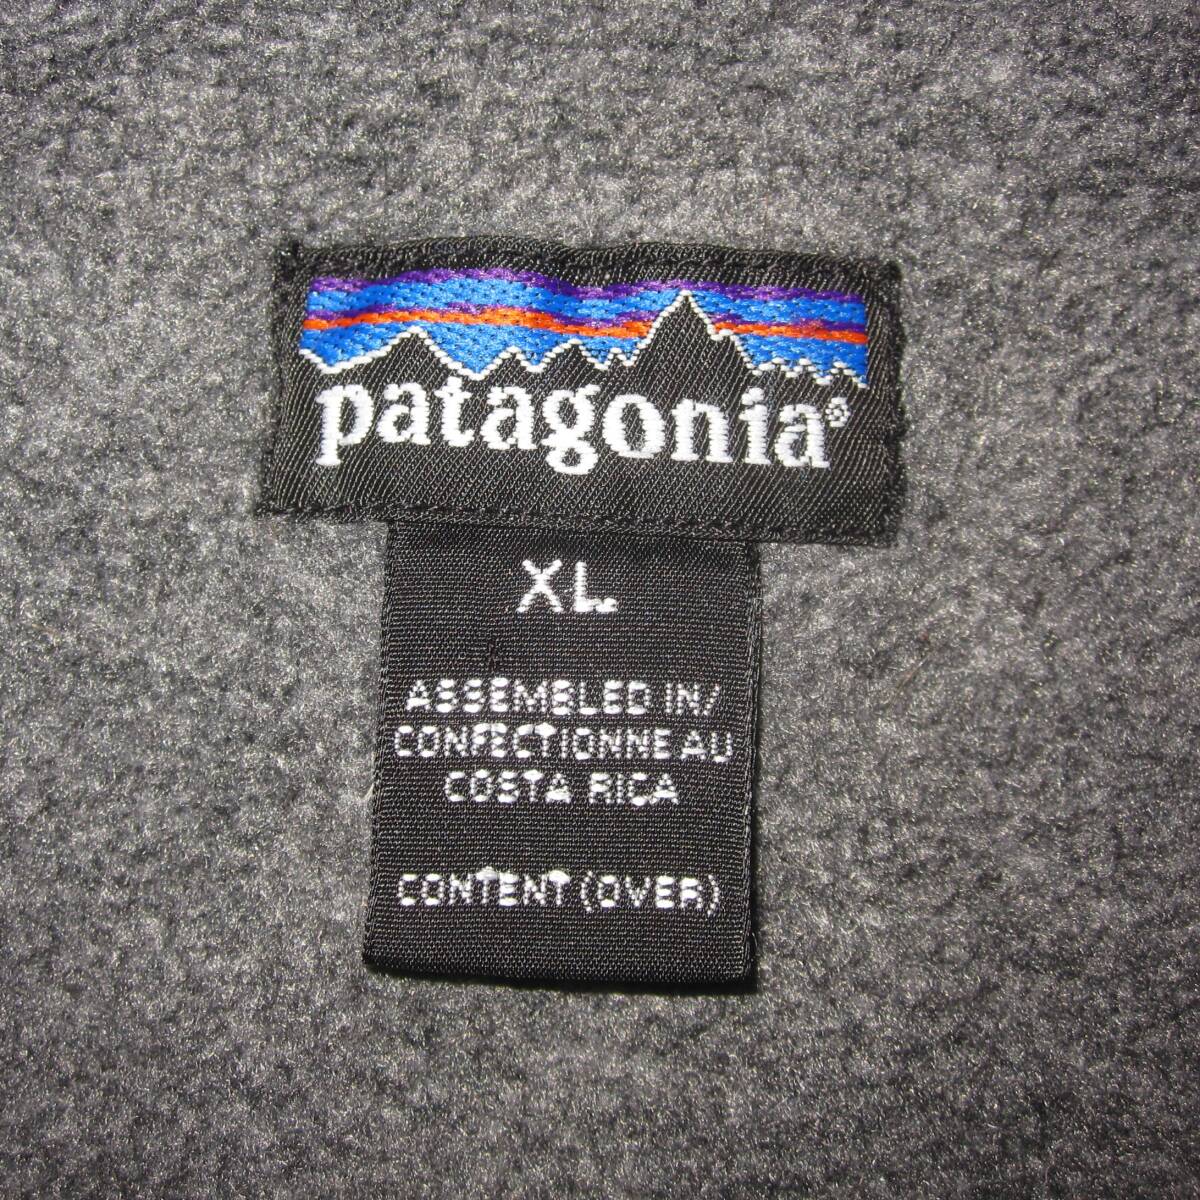 patagonia®
XL
ASSEMBLED IN/
CONFECTIONNE AU
COSTA RICA
CONTENT (OVER)